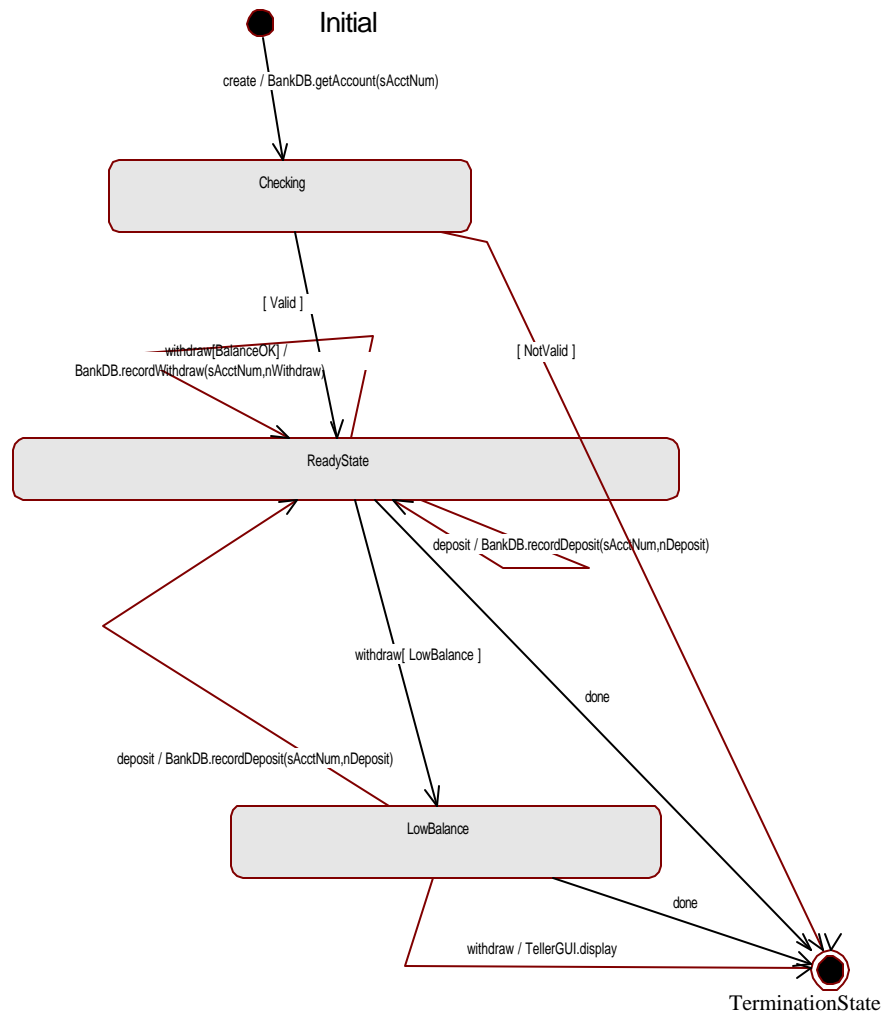 Initial
create / BankDB.getAccount(sAcctNum)
Checking
[ Valid ]
[ NotValid ]
withdraw[BalanceOK] /
BankDB.recordWithdraw(sAcctNum,nWithdraw)
ReadyState
deposit / BankDB.recordDeposit(sAcctNum,nDeposit)
withdraw[ LowBalance ]
done
deposit / BankDB.recordDeposit(sAcctNum,nDeposit)
LowBalance
done
withdraw / TellerGUI.display
TerminationState